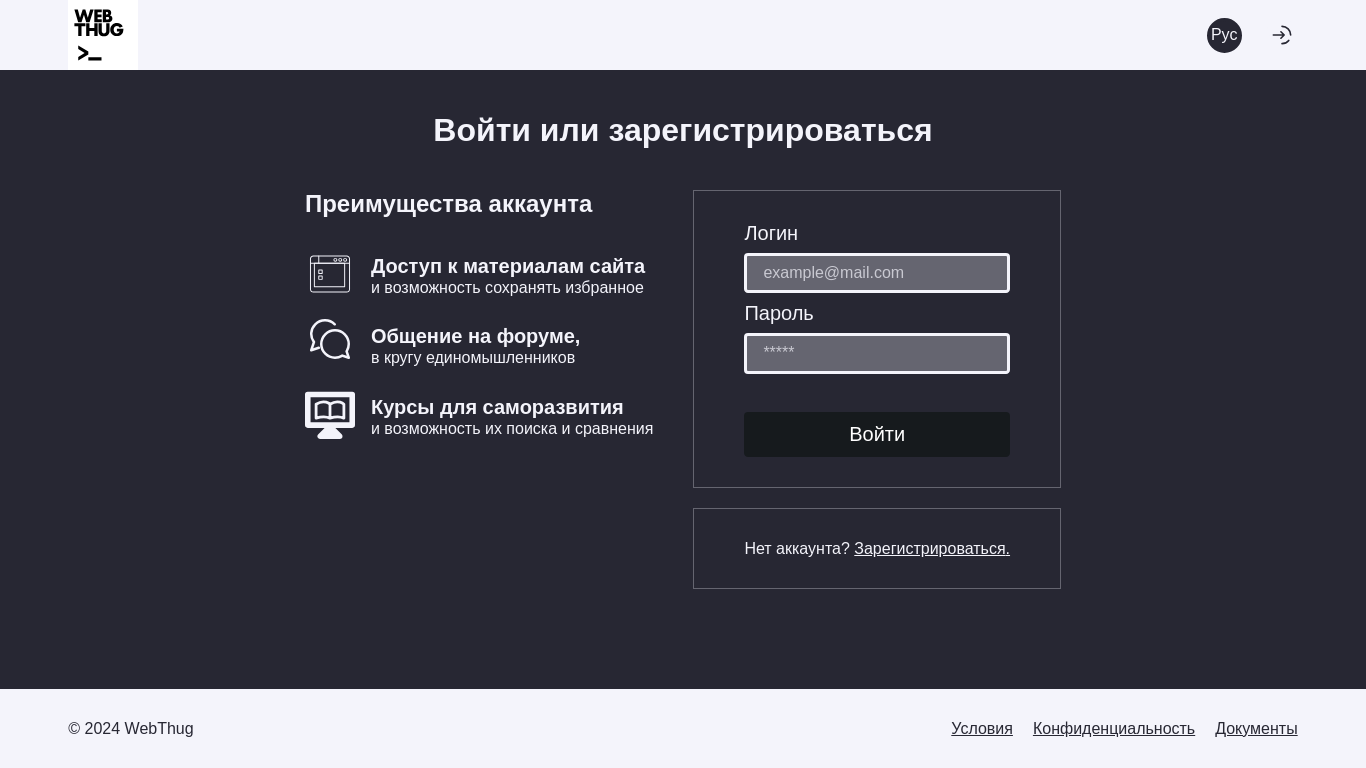 WEB
THUG
>_
Рус
Войти или зарегистрироваться
Преимущества аккаунта
Доступ к материалам сайта
и возможность сохранять избранное
Общение на форуме,
в кругу единомышленников
Курсы для саморазвития
и возможность их поиска и сравнения
Логин
example@mail.com
Пароль
*****
Войти
Нет аккаунта? Зарегистрироваться.
© 2024 WebThug
Условия Конфиденциальность Документы